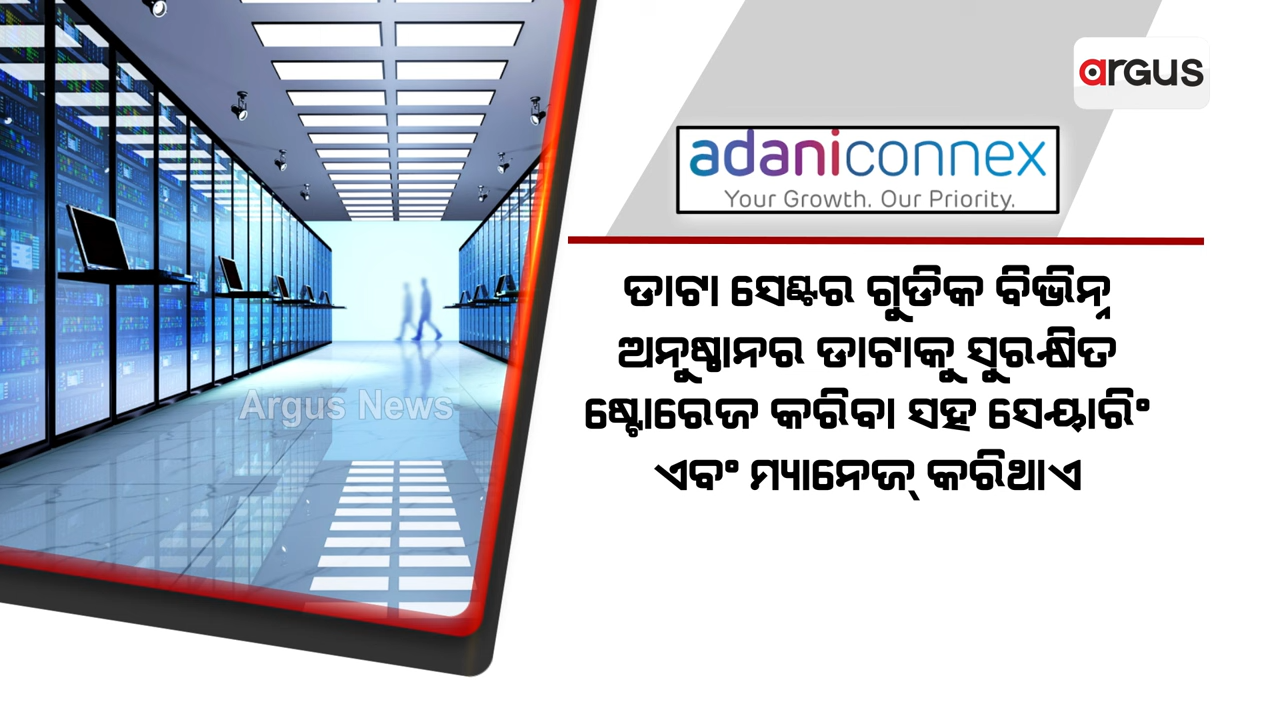 argus
adaniconnex
Your Growth. Our Priority.
ଡାଟା ସେଣ୍ଟର ଗୁଡିକ ବିଭିନ୍ନ
ଅନୁଷ୍ଠାନର ଡାଟାକୁ ସୁରକ୍ଷିତ
ଷ୍ଟୋରେଜ କରିବା ସହ ସେୟାରିଂ
ଏବଂ ମ୍ୟାନେଜ୍ କରିଥାଏ
Argus News